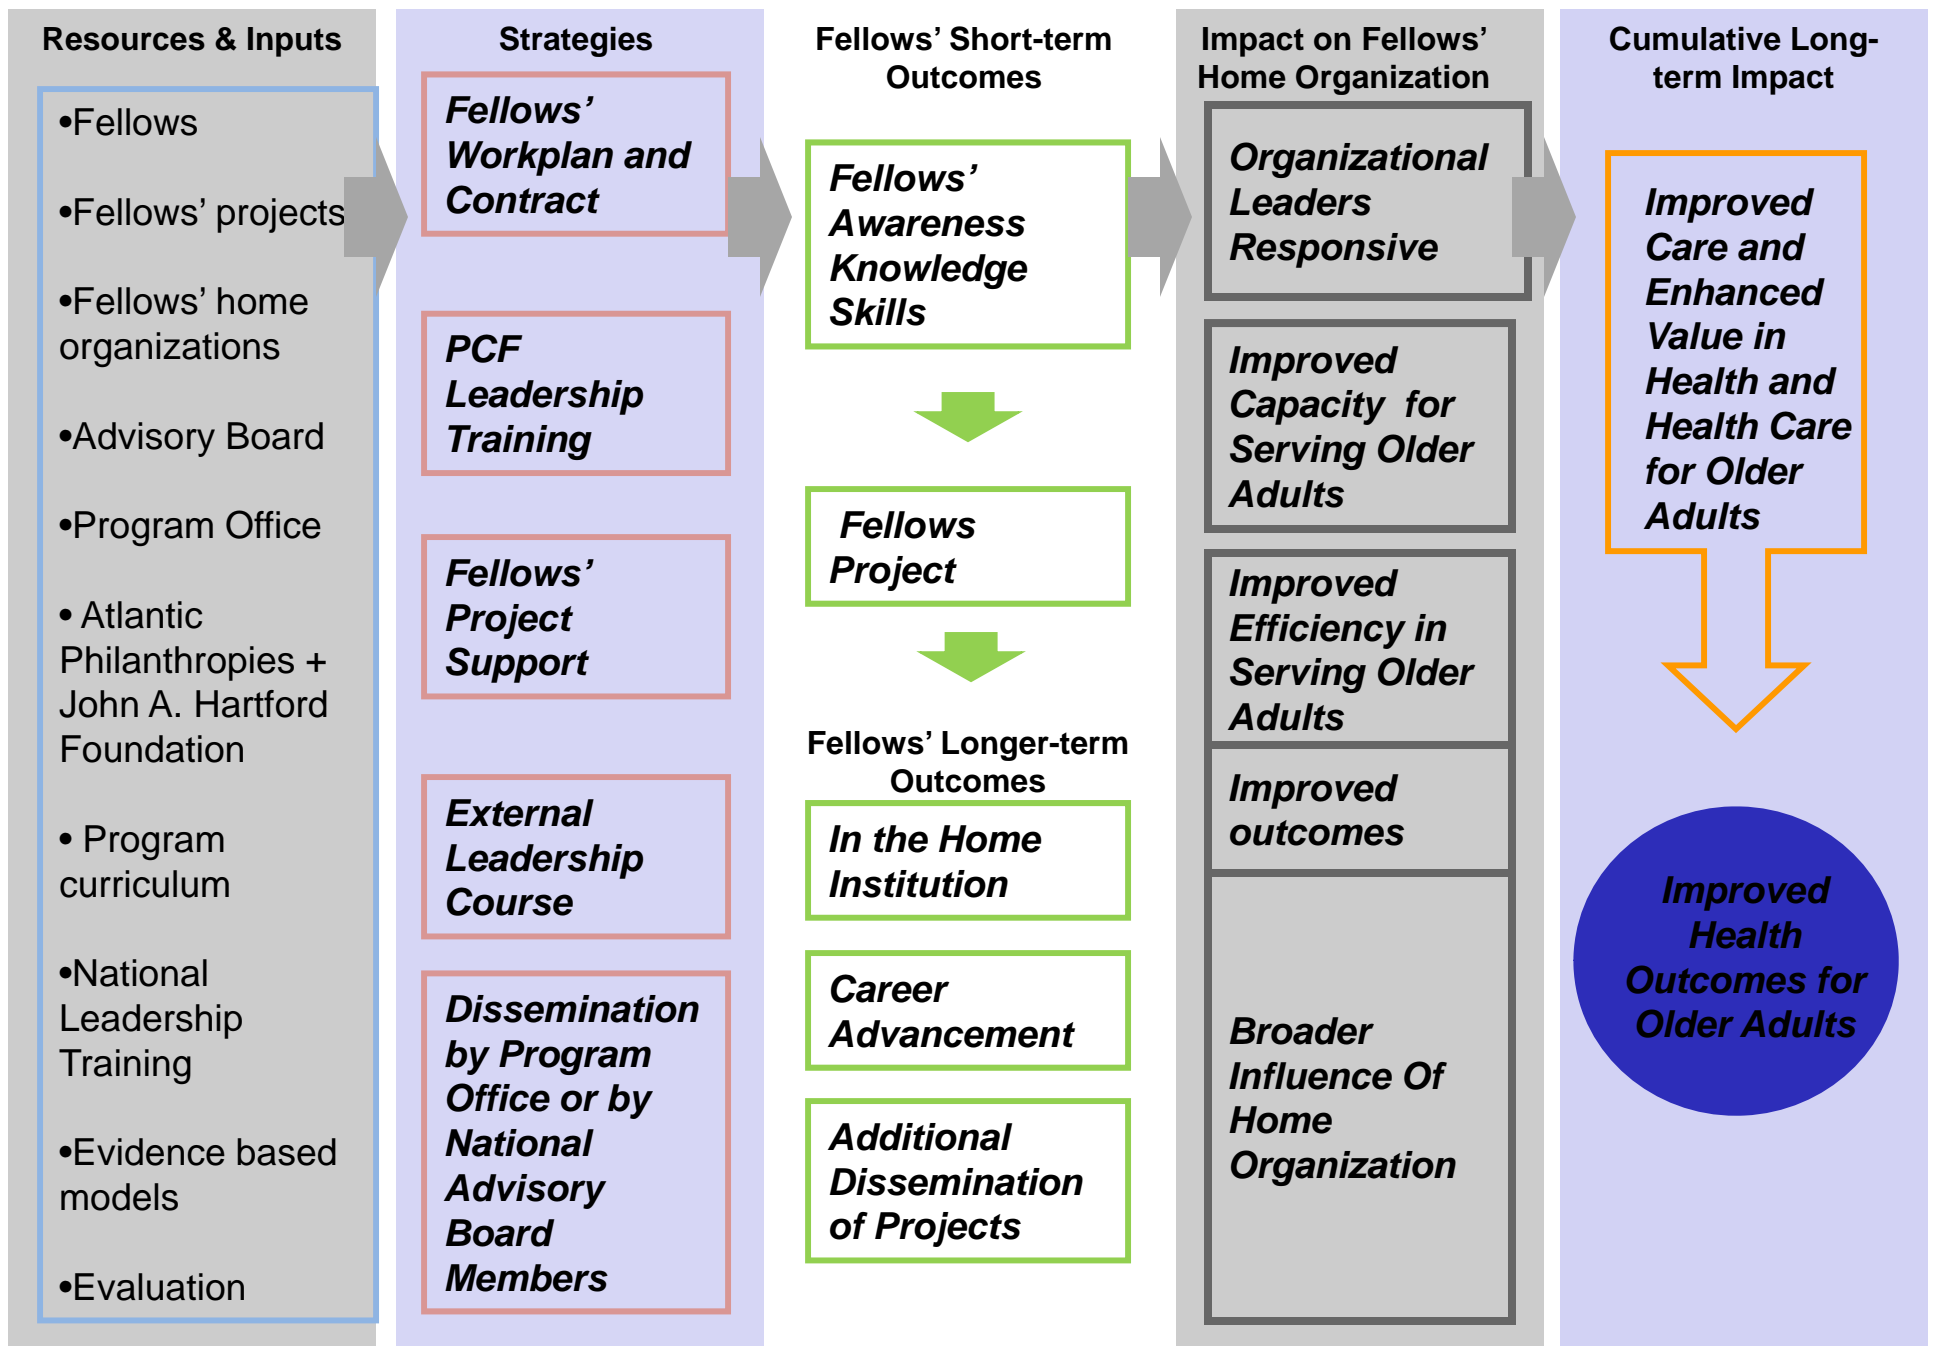 Resources & Inputs
•Fellows
•Fellows’ projects
•Fellows’ home
organizations
•Advisory Board
•Program Office
• Atlantic
Philanthropies +
John A. Hartford
Foundation
• Program
curriculum
•National
Leadership
Training
•Evidence based
models
•Evaluation
Strategies
Fellows’
Workplan and
Contract
PCF
Leadership
Training
Fellows’
Project
Support
External
Leadership
Course
Dissemination
by Program
Office or by
National
Advisory
Board
Members
Fellows’ Short-term
Outcomes
Fellows’
Awareness
Knowledge
Skills
Fellows
Project
Fellows’ Longer-term
Outcomes
In the Home
Institution
Career
Advancement
Additional
Dissemination
of Projects
Impact on Fellows’
Home Organization
Organizational
Leaders
Responsive
Improved
Capacity for
Serving Older
Adults
Improved
Efficiency in
Serving Older
Adults
Improved
outcomes
Broader
Influence Of
Home
Organization
Cumulative Long-
term Impact
Improved
Care and
Enhanced
Value in
Health and
Health Care
for Older
Adults
Improved
Health
Outcomes for
Older Adults